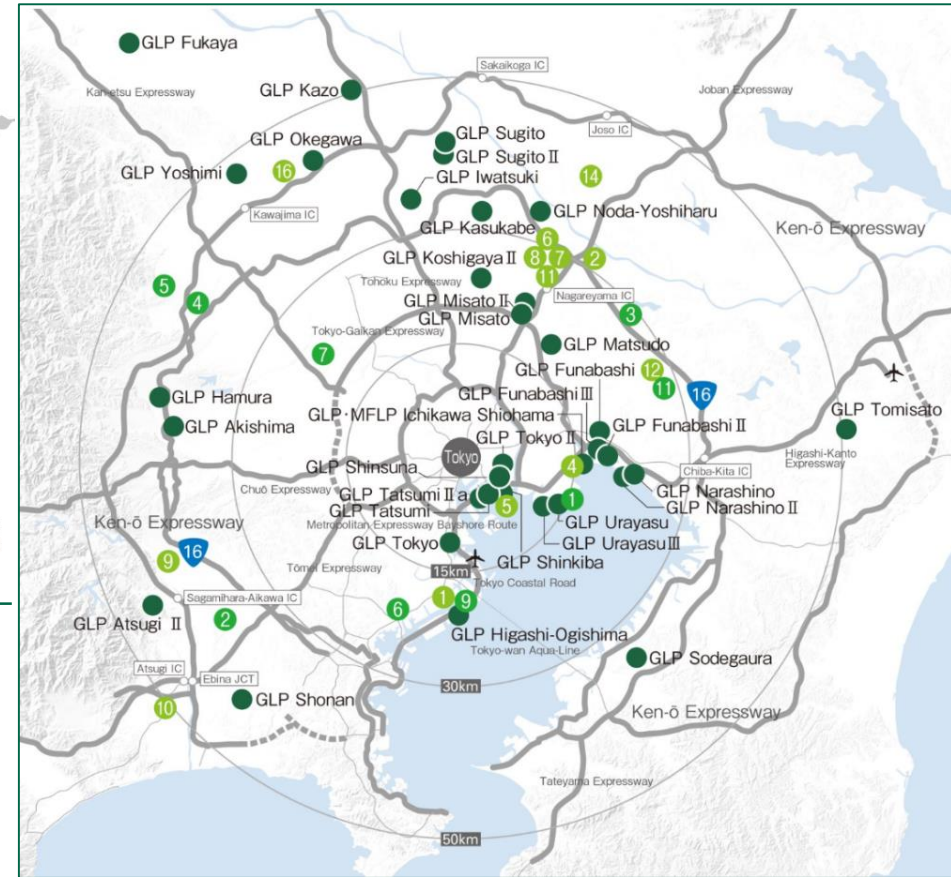 GLP Fukaya
Kan-etsu Expressway
Sakaikoga IC
Joban Expressway
GLP Kazo
Joso IC
GLP Okegawa
GLP Sugito
GLP Sugito II
GLP Yoshimi
16
GLP Iwatsuki
14
Kawajima IC
GLP Kasukabe
GLP Noda-Yoshiharu
Ken-ō Expressway
6
GLP Koshigaya II
8
7
2
11
Tohoku Expressway
5
4
GLP Misato II
Nagareyama IC
GLP Misato
3
Tokyo-Gaikan Expressway
7
GLP Matsudo
GLP Funabashi
12
11
16
GLP Funabashi III
GLP Hamura
GLP・MFLP Ichikawa Shiohama
GLP Tomisato
GLP Akishima
GLP Tokyo II
GLP Funabashi II
Tokyo
Higashi-Kanto
Expressway
GLP Shinsuna
4
Chiba-Kita IC
Chuō Expressway
GLP Narashino
GLP Tatsumi II a
GLP Narashino II
GLP Tatsumi
5
1
Ken-ō Expressway
Metropolitan Expressway Bayshore Route
GLP Urayasu
GLP Tokyo
GLP Urayasu III
9
16
GLP Shinkiba
Tōmei Expressway
15km
Tokyo Coastal Road
Sagamihara-Aikawa IC
1
9
GLP Atsugi II
2
6
GLP Higashi-Ogishima
Tokyo-wan Aqua-Line
GLP Sodegaura
Atsugi IC
Ebina JCT
30km
GLP Shonan
10
Ken-ō Expressway
Tateyama Expressway
50km